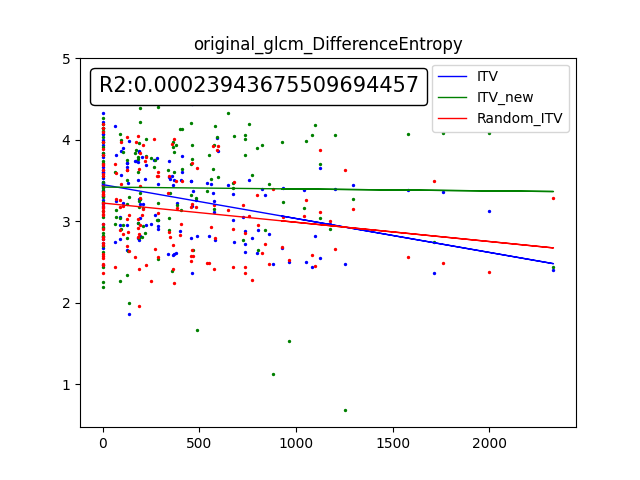 original_glcm_DifferenceEntropy
R2:0.00023943675509694457
ITV
ITV_new
Random_ITV
5
4
3
2
1
0
500
1000
1500
2000